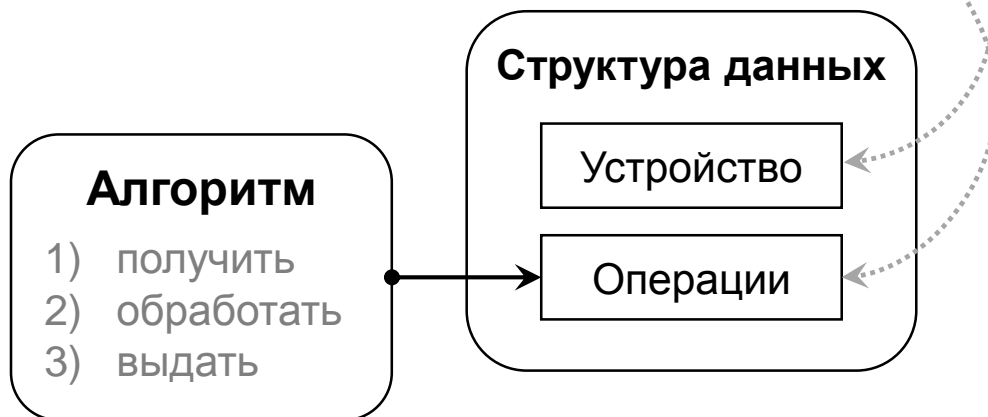 Структура данных
Устройство
Операции
Алгоритм
1) получить
2) обработать
3) выдать